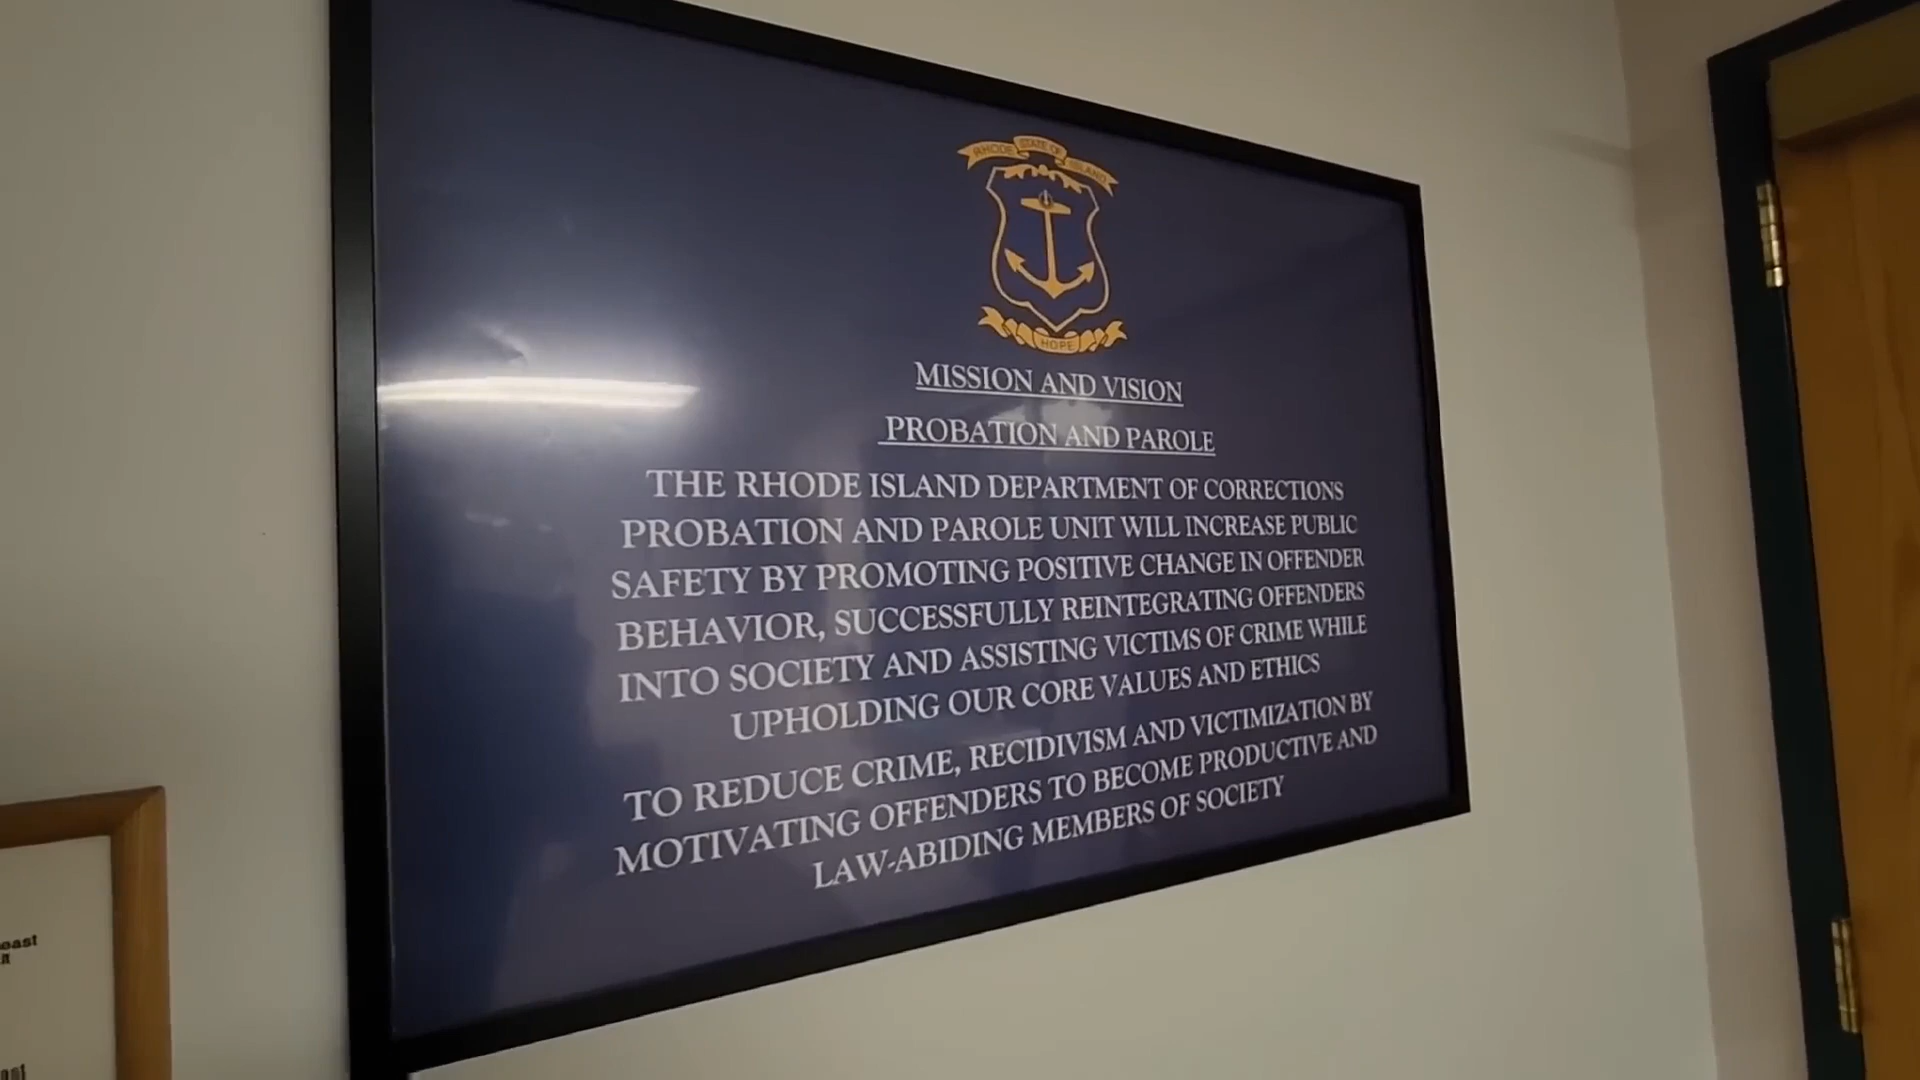 RHODE STATE OF ISLAND
HOPE
MISSION AND VISION
PROBATION AND PAROLE
THE RHODE ISLAND DEPARTMENT OF CORRECTIONS
PROBATION AND PAROLE UNIT WILL INCREASE PUBLIC
SAFETY BY PROMOTING POSITIVE CHANGE IN OFFENDER
BEHAVIOR, SUCCESSFULLY REINTEGRATING OFFENDERS
INTO SOCIETY AND ASSISTING VICTIMS OF CRIME WHILE
UPHOLDING OUR CORE VALUES AND ETHICS
TO REDUCE CRIME, RECIDIVISM AND VICTIMIZATION BY
MOTIVATING OFFENDERS TO BECOME PRODUCTIVE AND
LAW-ABIDING MEMBERS OF SOCIETY